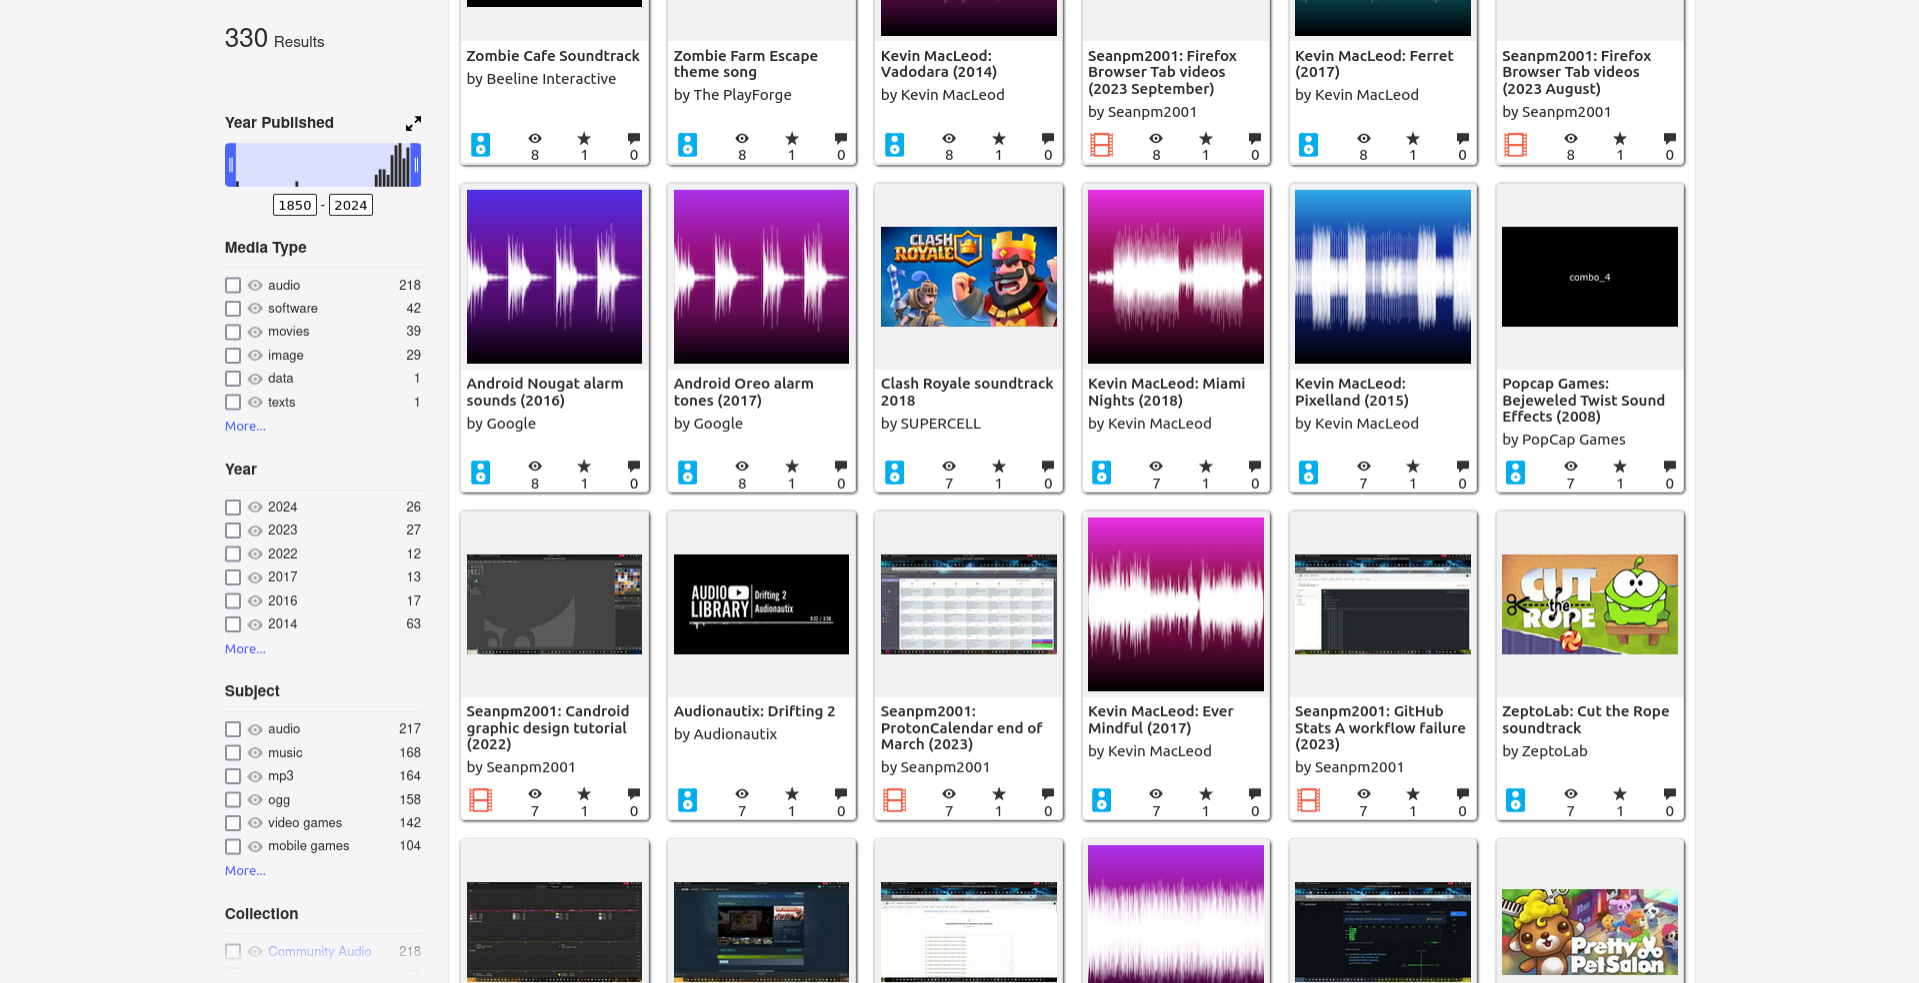 330 Results
Year Published
1850 - 2024
Media Type
audio 218
software 42
movies 39
image 29
data 1
texts 1
More...
Year
2024 26
2023 27
2022 12
2017 13
2016 17
2014 63
More...
Subject
audio 217
music 168
mp3 164
ogg 158
video games 142
mobile games 104
More...
Collection
Community Audio 218
Zombie Cafe Soundtrack
by Beeline Interactive
8 1 0
Zombie Farm Escape
theme song
by The PlayForge
8 1 0
Kevin MacLeod:
Vadodara (2014)
by Kevin MacLeod
8 1 0
Seanpm2001: Firefox
Browser Tab videos
(2023 September)
by Seanpm2001
8 1 0
Kevin MacLeod: Ferret
(2017)
by Kevin MacLeod
8 1 0
Seanpm2001: Firefox
Browser Tab videos
(2023 August)
by Seanpm2001
8 1 0
Android Nougat alarm
sounds (2016)
by Google
8 1 0
Android Oreo alarm
tones (2017)
by Google
8 1 0
CLASH
ROYALE
Clash Royale soundtrack
2018
by SUPERCELL
7 1 0
Kevin MacLeod: Miami
Nights (2018)
by Kevin MacLeod
7 1 0
Kevin MacLeod:
Pixelland (2015)
by Kevin MacLeod
7 1 0
combo_4
Popcap Games:
Bejeweled Twist Sound
Effects (2008)
by PopCap Games
7 1 0
Seanpm2001: Candroid
graphic design tutorial
(2022)
by Seanpm2001
7 1 0
AUDIO
LIBRARY
Drifting 2
Audionautix
Audionautix: Drifting 2
by Audionautix
7 1 0
Seanpm2001:
ProtonCalendar end of
March (2023)
by Seanpm2001
7 1 0
Kevin MacLeod: Ever
Mindful (2017)
by Kevin MacLeod
7 1 0
Seanpm2001: GitHub
Stats A workflow failure
(2023)
by Seanpm2001
7 1 0
CUT
the
ROPE
ZeptoLab: Cut the Rope
soundtrack
by ZeptoLab
7 1 0
Pretty
Pet Salon